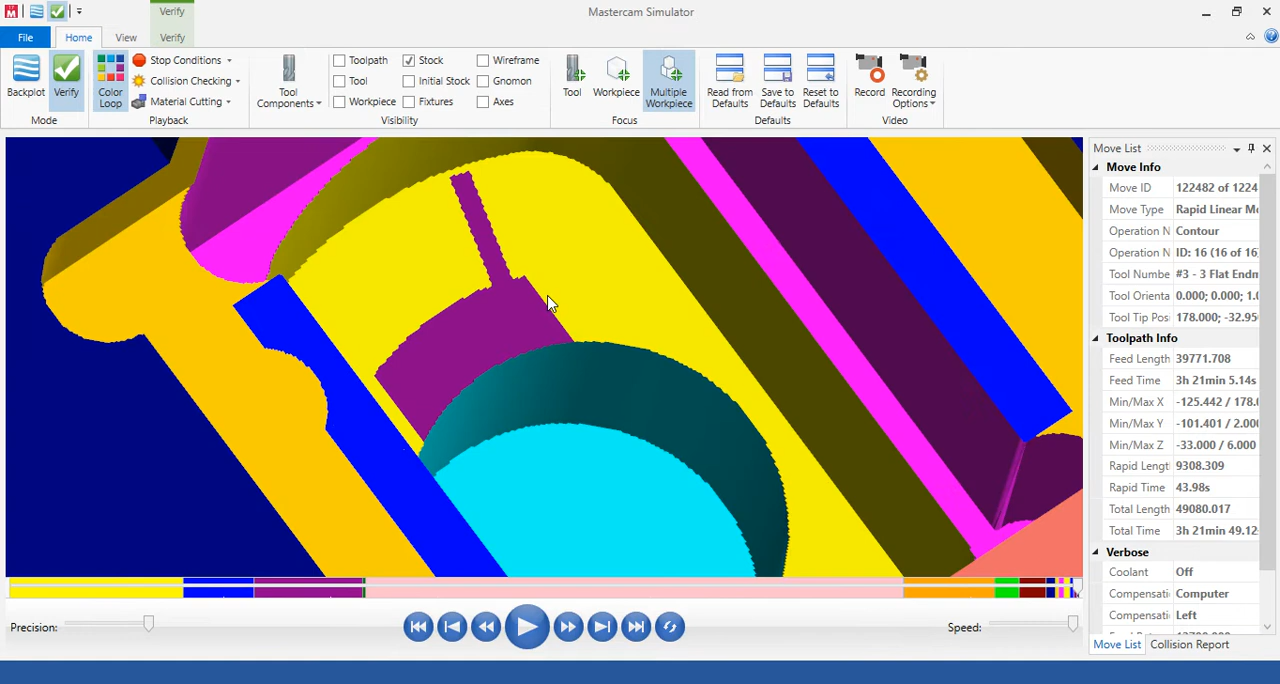 Verify
Mastercam Simulator
File Home View Verify
Backplot
Verify
Mode
Color Loop
Stop Conditions
Collision Checking
Material Cutting
Playback
Tool Components
Toolpath
Tool
Workpiece
Stock
Initial Stock
Fixtures
Wireframe
Gnomon
Axes
Visibility
Tool
Workpiece
Multiple Workpiece
Focus
Read from Defaults
Save to Defaults
Reset to Defaults
Defaults
Record
Recording Options
Video
Move List
Move Info
Move ID 122482 of 1224
Move Type Rapid Linear Mo
Operation N Contour
Operation N ID: 16 (16 of 16)
Tool Numbe #3 - 3 Flat Endm
Tool Orienta 0.000; 0.000; 1.0
Tool Tip Pos 178.000; -32.95
Toolpath Info
Feed Length 39771.708
Feed Time 3h 21min 5.14s
Min/Max X -125.442 / 178.0
Min/Max Y -101.401 / 2.000
Min/Max Z -33.000 / 6.000
Rapid Length 9308.309
Rapid Time 43.98s
Total Length 49080.017
Total Time 3h 21min 49.12
Verbose
Coolant Off
Compensati Computer
Compensati Left
Move List Collision Report
Precision:
Speed: